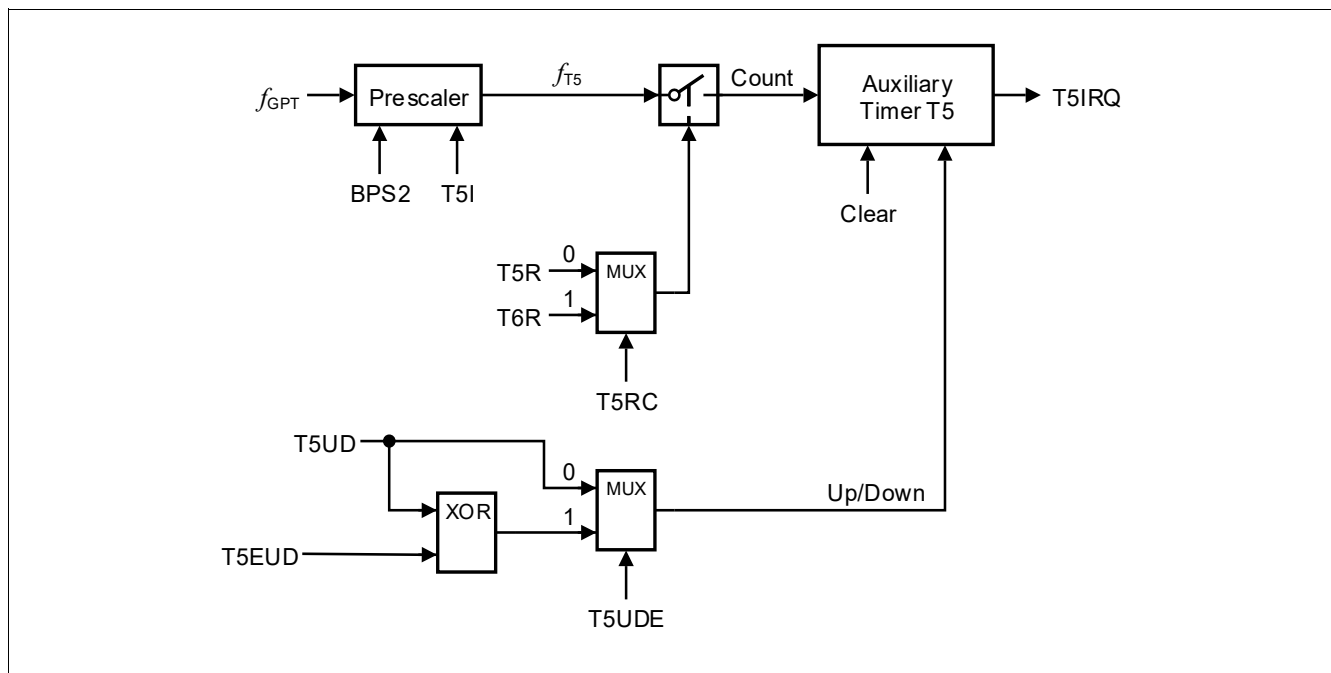 fGPT
Prescaler
fT5
Count
Auxiliary
Timer T5
T5IRQ
BPS2
T5I
Clear
T5R
0
MUX
T6R
1
T5RC
T5UD
0
MUX
XOR
1
Up/Down
T5EUD
T5UDE